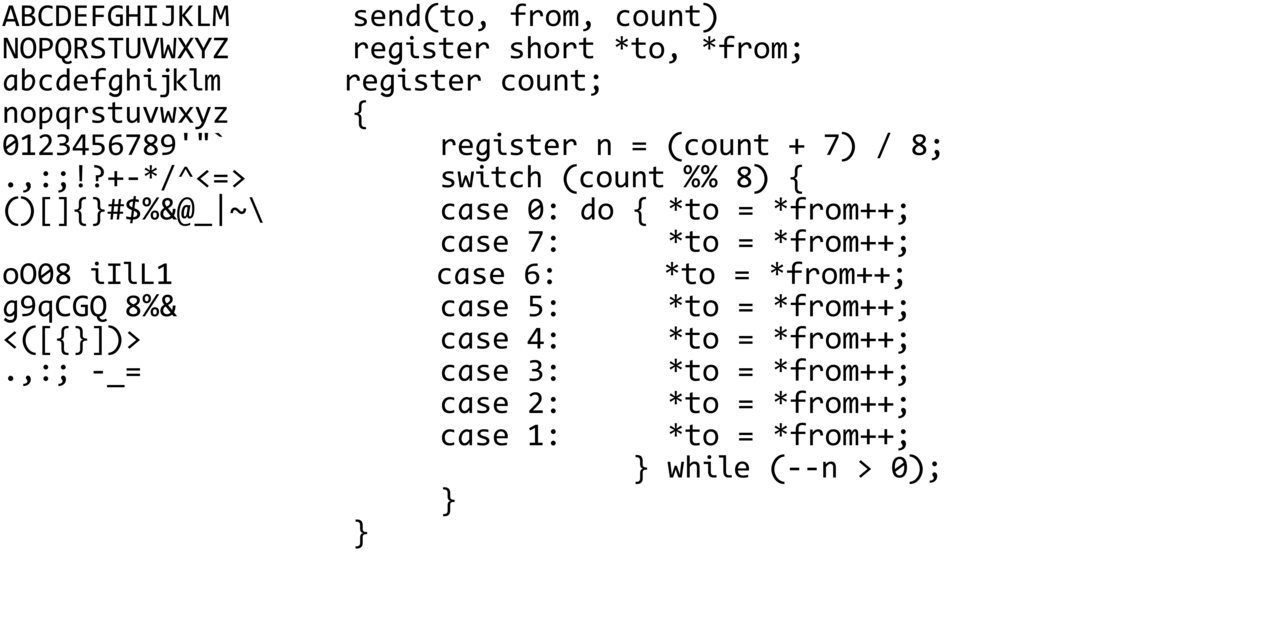 ABCDEFGHIJKLM send(to, from, count)
NOPQRSTUVWXYZ register short *to, *from;
abcdefghijklm register count;
nopqrstuvwxyz {
0123456789'"` register n = (count + 7) / 8;
.,:;!?+-*/^<=> switch (count %% 8) {
()[]{}#$%&@_|~\ case 0: do { *to = *from++;
case 7: *to = *from++;
oO08 iIlL1 case 6: *to = *from++;
g9qCGQ 8%& case 5: *to = *from++;
<([{}])> case 4: *to = *from++;
.,:; -_= case 3: *to = *from++;
case 2: *to = *from++;
case 1: *to = *from++;
} while (--n > 0);
}
}